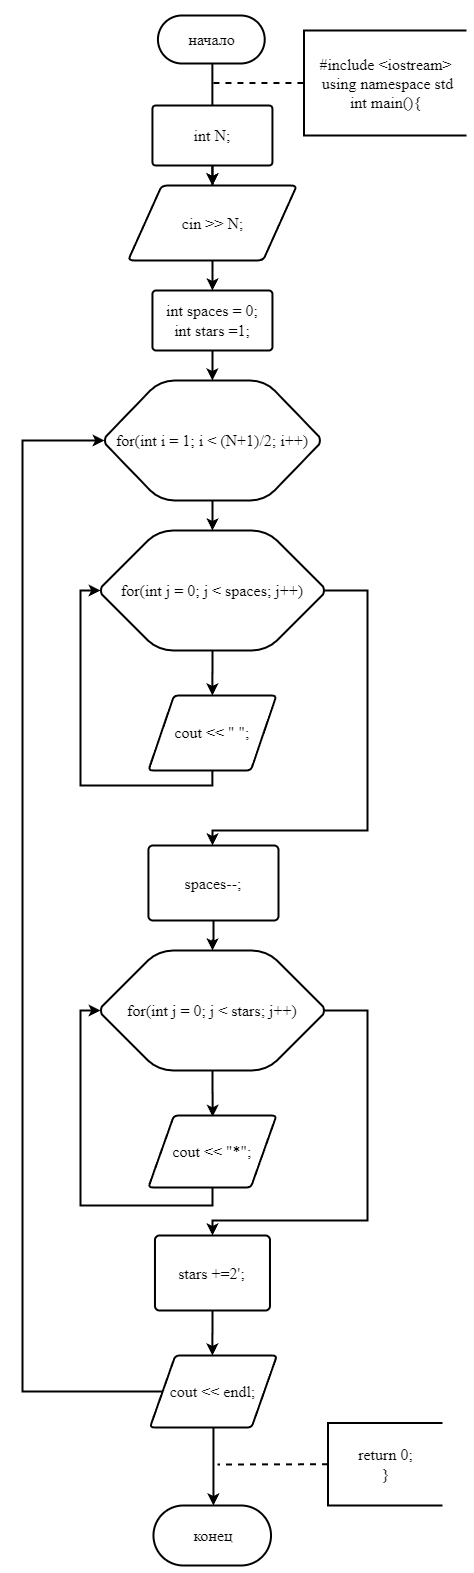 начало
#include <iostream>
using namespace std
int main(){
int N;
cin >> N;
int spaces = 0;
int stars =1;
for(int i = 1; i < (N+1)/2; i++)
for(int j = 0; j < spaces; j++)
cout << " ";
spaces--;
for(int j = 0; j < stars; j++)
cout << "*";
stars +=2';
cout << endl;
return 0;
}
конец